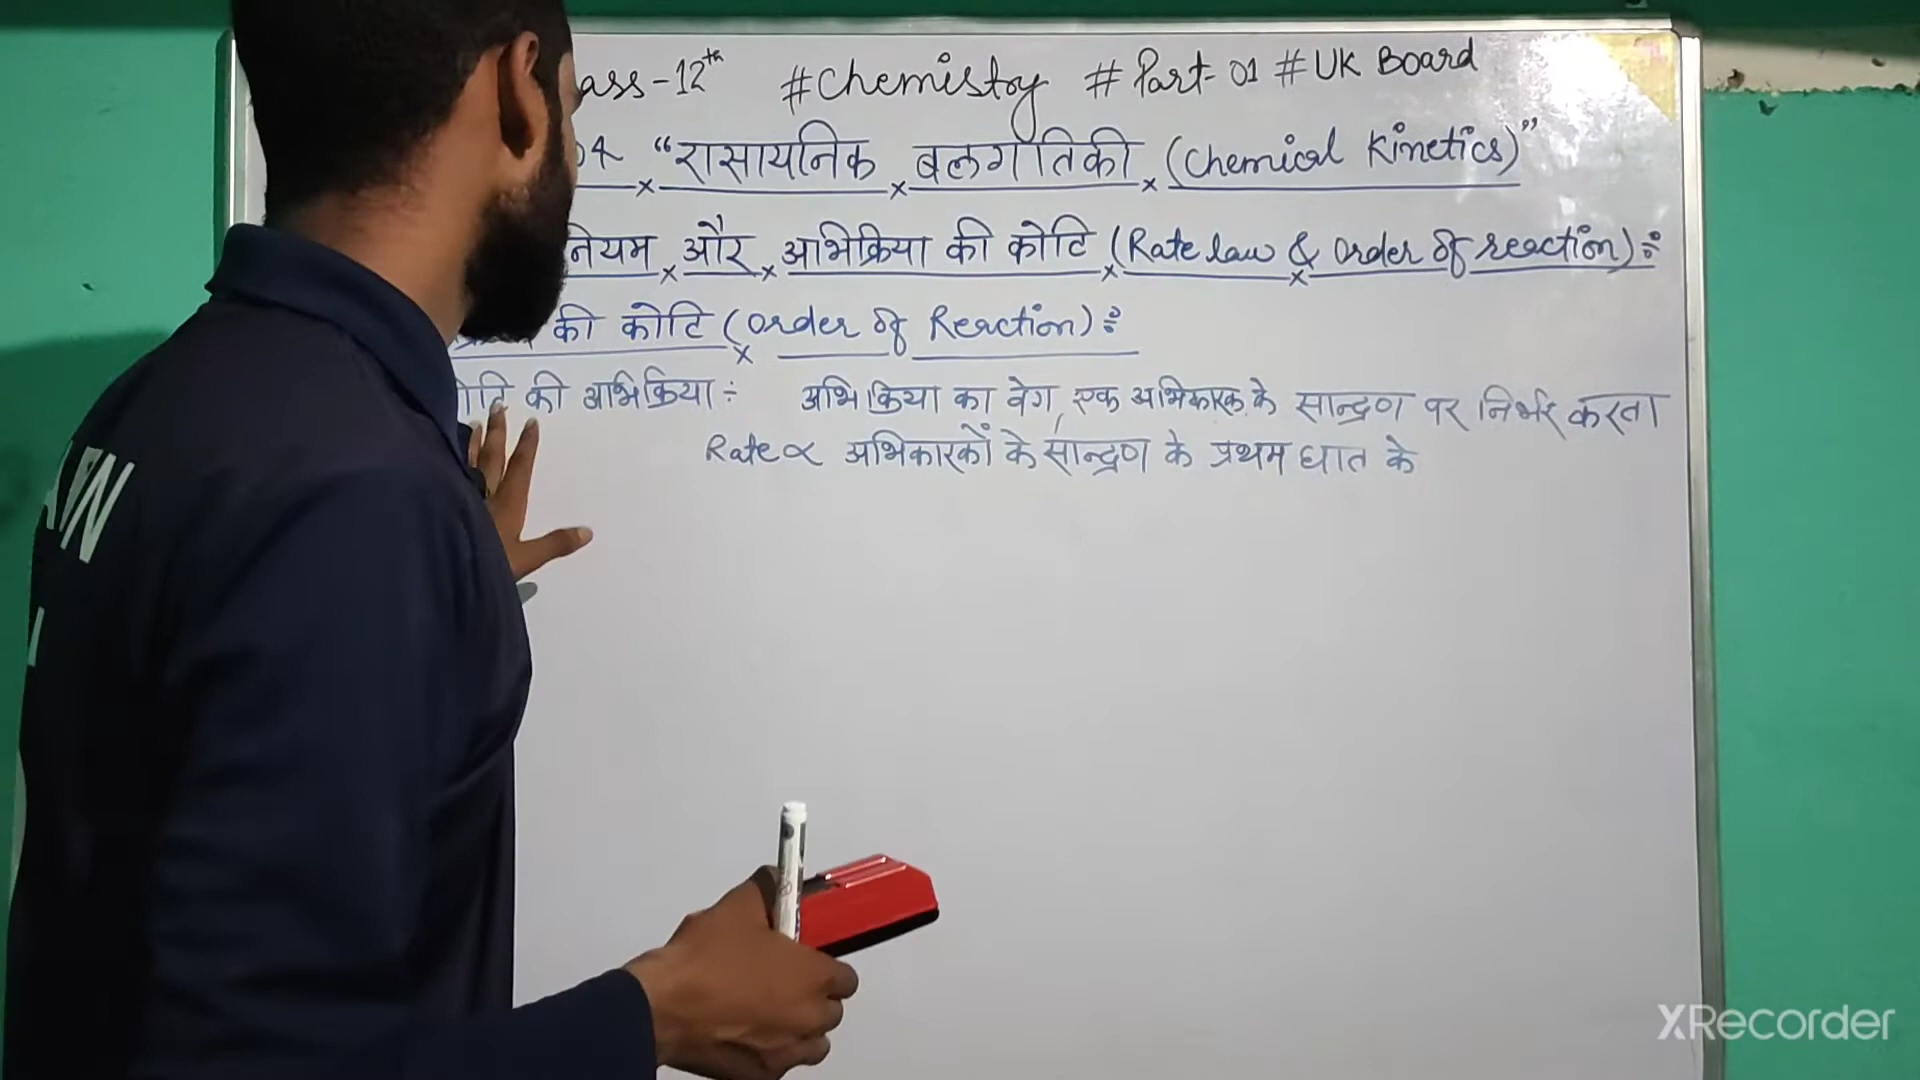 ass-12th #Chemistry # Part-01 # UK Board
04 "रासायनिक बलगतिकी (Chemical Kinetics)"
नियम और अभिक्रिया की कोटि (Rate law & Order of reaction):
की कोटि (Order of Reaction):
कोटि की अभिक्रिया ÷ अभिक्रिया का वेग, एक अभिकारक के सान्द्रण पर निर्भर करता
Rate ∝ अभिकारकों के सान्द्रण के प्रथम घात के
XRecorder